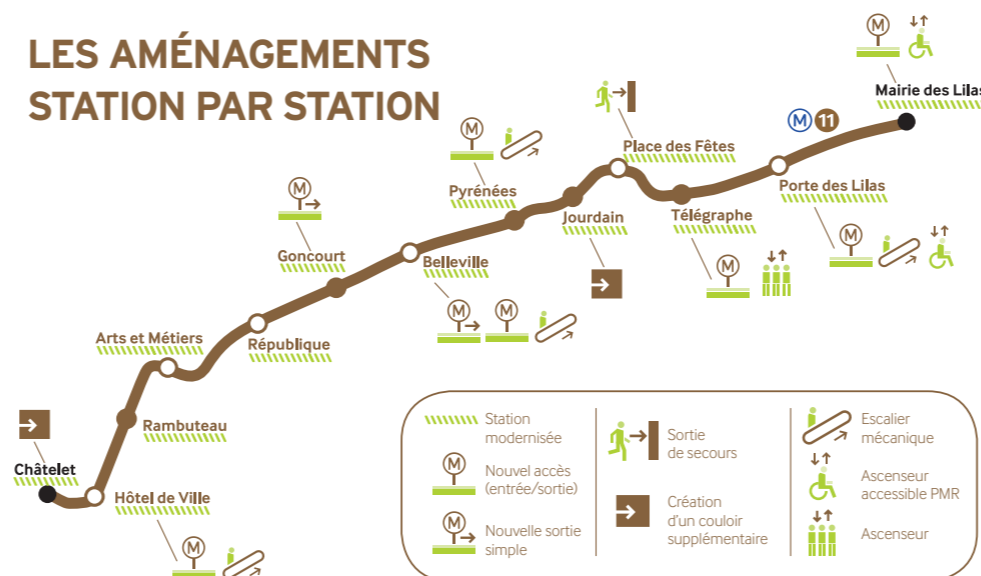 LES AMÉNAGEMENTS
STATION PAR STATION
M
Mairie des Lilas
M 11
Place des Fêtes
M
Pyrénées
Jourdain
Télégraphe
Porte des Lilas
M
M
M
Goncourt
Belleville
M
M
Arts et Métiers
République
Rambuteau
Châtelet
Hôtel de Ville
M
Station
modernisée
M
Nouvel accès
(entrée/sortie)
M
Nouvelle sortie
simple
Sortie
de secours
Création
d'un couloir
supplémentaire
Escalier
mécanique
Ascenseur
accessible PMR
Ascenseur